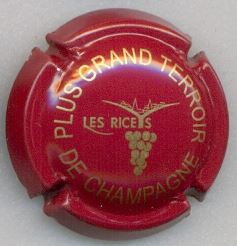 PLUS GRAND TERROIR
LES RICEYS
DE CHAMPAGNE